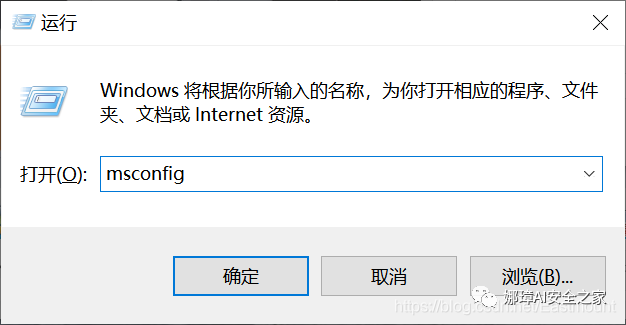 运行
Windows 将根据你所输入的名称，为你打开相应的程序、文件
夹、文档或 Internet 资源。
打开(O): msconfig
确定 取消 浏览(B)...
娜璋AI安全之家
https://blog.csdn.net/Eastmount